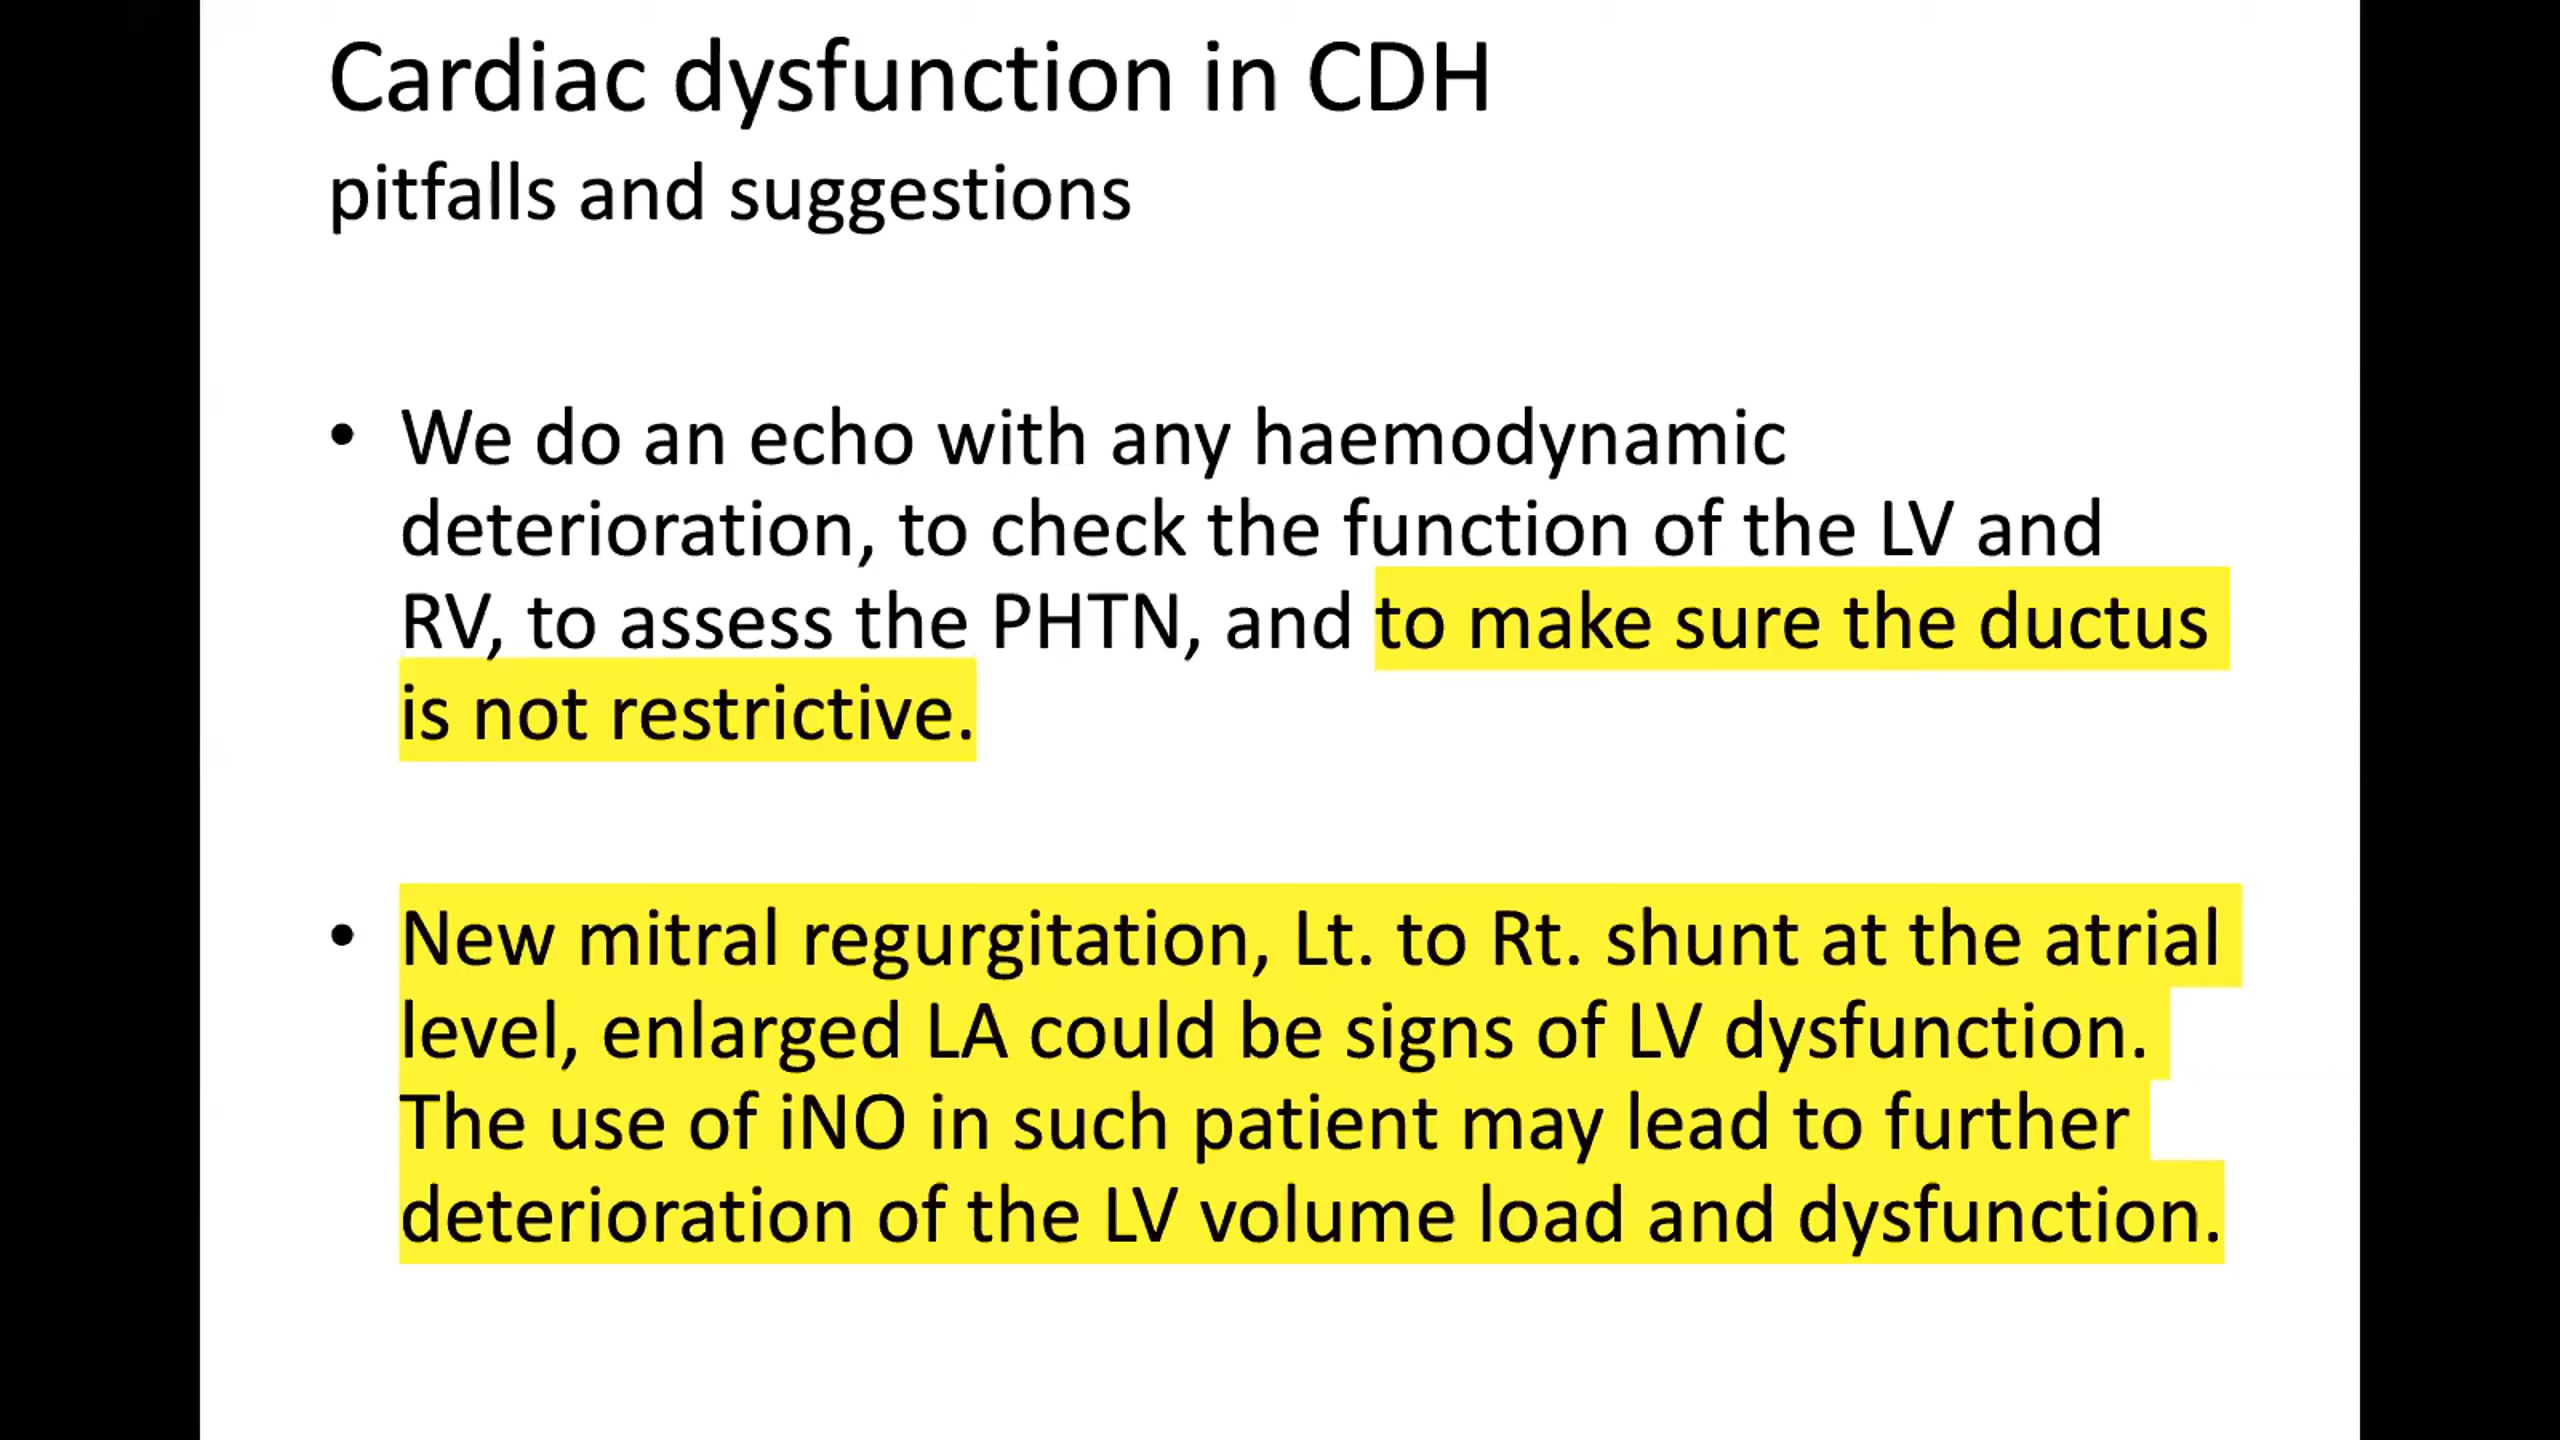 Cardiac dysfunction in CDH
pitfalls and suggestions
• We do an echo with any haemodynamic
deterioration, to check the function of the LV and
RV, to assess the PHTN, and to make sure the ductus
is not restrictive.
• New mitral regurgitation, Lt. to Rt. shunt at the atrial
level, enlarged LA could be signs of LV dysfunction.
The use of iNO in such patient may lead to further
deterioration of the LV volume load and dysfunction.